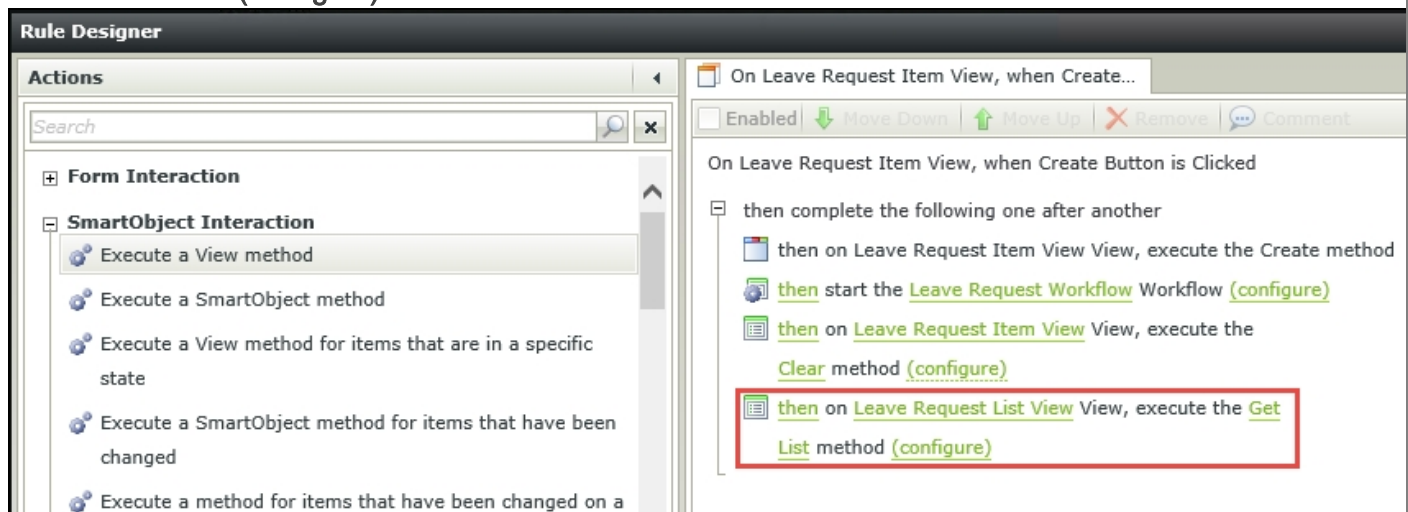 Rule Designer
Actions
Search
Form Interaction
SmartObject Interaction
Execute a View method
Execute a SmartObject method
Execute a View method for items that are in a specific
state
Execute a SmartObject method for items that have been
changed
Execute a method for items that have been changed on a
On Leave Request Item View, when Create...
Enabled Move Down Move Up Remove Comment
On Leave Request Item View, when Create Button is Clicked
then complete the following one after another
then on Leave Request Item View View, execute the Create method
then start the Leave Request Workflow Workflow (configure)
then on Leave Request Item View View, execute the
Clear method (configure)
then on Leave Request List View View, execute the Get
List method (configure)